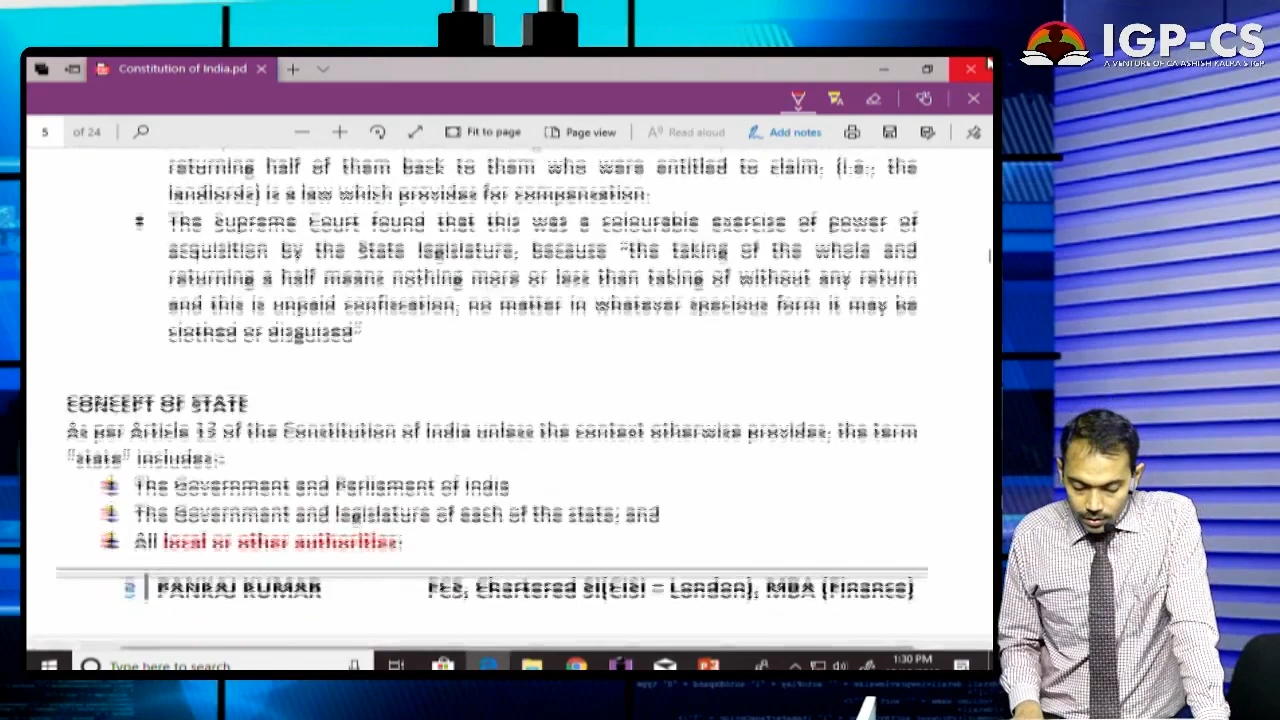 IGP-CS
A VENTURE OF CA ASHISH KALRA'S IGP
Constitution of India.pd
5 of 24 Fit to page Page view Read aloud Add notes
returning half of them back to them who ware entitled to claim, (i.e., the
landlords) is a law which provides for compensation.
The Supreme Court found that this was a colourable exercise of power of
acquisition by the State legislature, because "the taking of the whole and
returning a half means nothing more or less than taking of without any return
and this is unpaid confiscation, no matter in whatever specious form it may be
clothed or disguised"
CONCEPT OF STATE
As per Article 12 of the Constitution of India unless the context otherwise provides, the term
"state" includes:-
The Government and Parliament of India
The Government and legislature of each of the state; and
All local or other authorities;
PANKAJ KUMAR FCS, Chartered SI(CISI – London), MBA (Finance)
Type here to search
1:30 PM